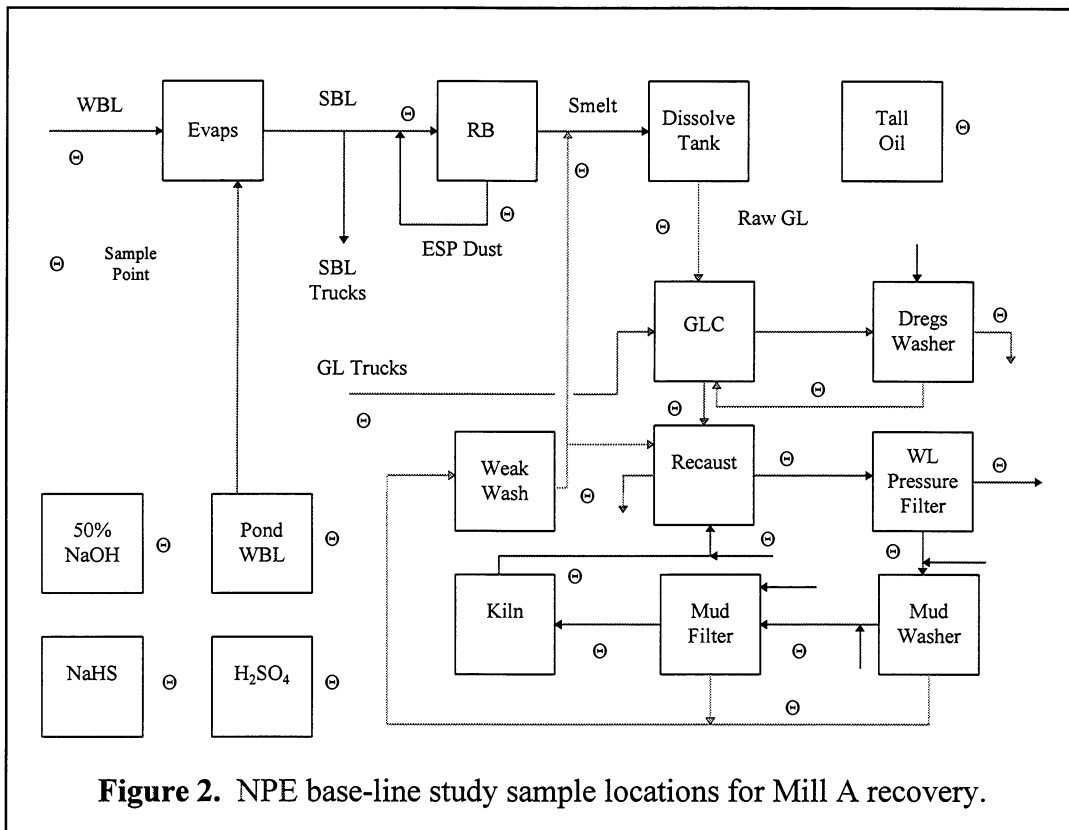 WBL
Evaps
SBL
RB
Smelt
Dissolve
Tank
Tall
Oil
Θ
Θ
Θ
Θ
Θ
Θ
Raw GL
Θ
Sample
Point
ESP Dust
SBL
Trucks
GLC
Dregs
Washer
Θ
GL Trucks
Θ
Θ
Θ
Weak
Wash
Θ
Recaust
Θ
WL
Pressure
Filter
Θ
50%
NaOH
Θ
Pond
WBL
Θ
Θ
Θ
Kiln
Θ
Mud
Filter
Θ
Mud
Washer
Θ
NaHS
Θ
H₂SO₄
Θ
Θ
Figure 2. NPE base-line study sample locations for Mill A recovery.